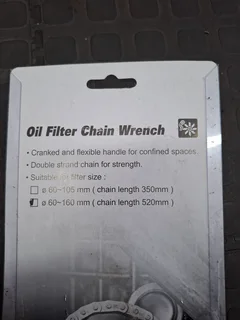 Oil Filter Chain Wrench
• Cranked and flexible handle for confined spaces.
• Double strand chain for strength.
• Suitable oil filter size :
ø 60~105 mm ( chain length 350mm )
ø 60~160 mm ( chain length 520mm )